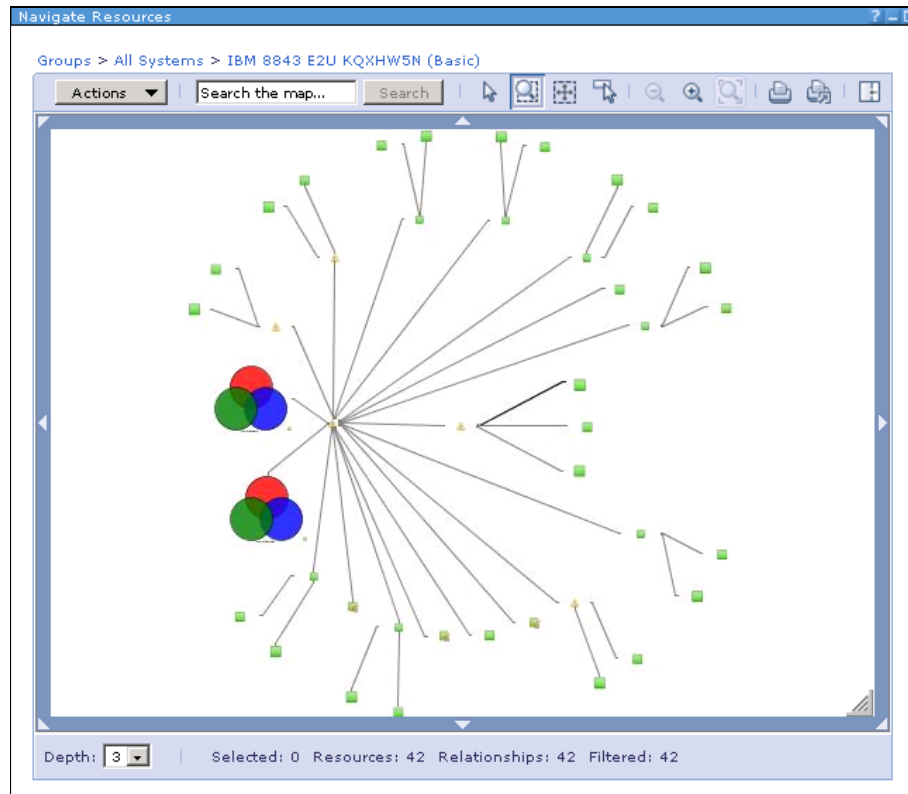 Navigate Resources
Groups > All Systems > IBM 8843 E2U KQXHW5N (Basic)
Actions
Search the map...
Search
Depth: 3
Selected: 0 Resources: 42 Relationships: 42 Filtered: 42